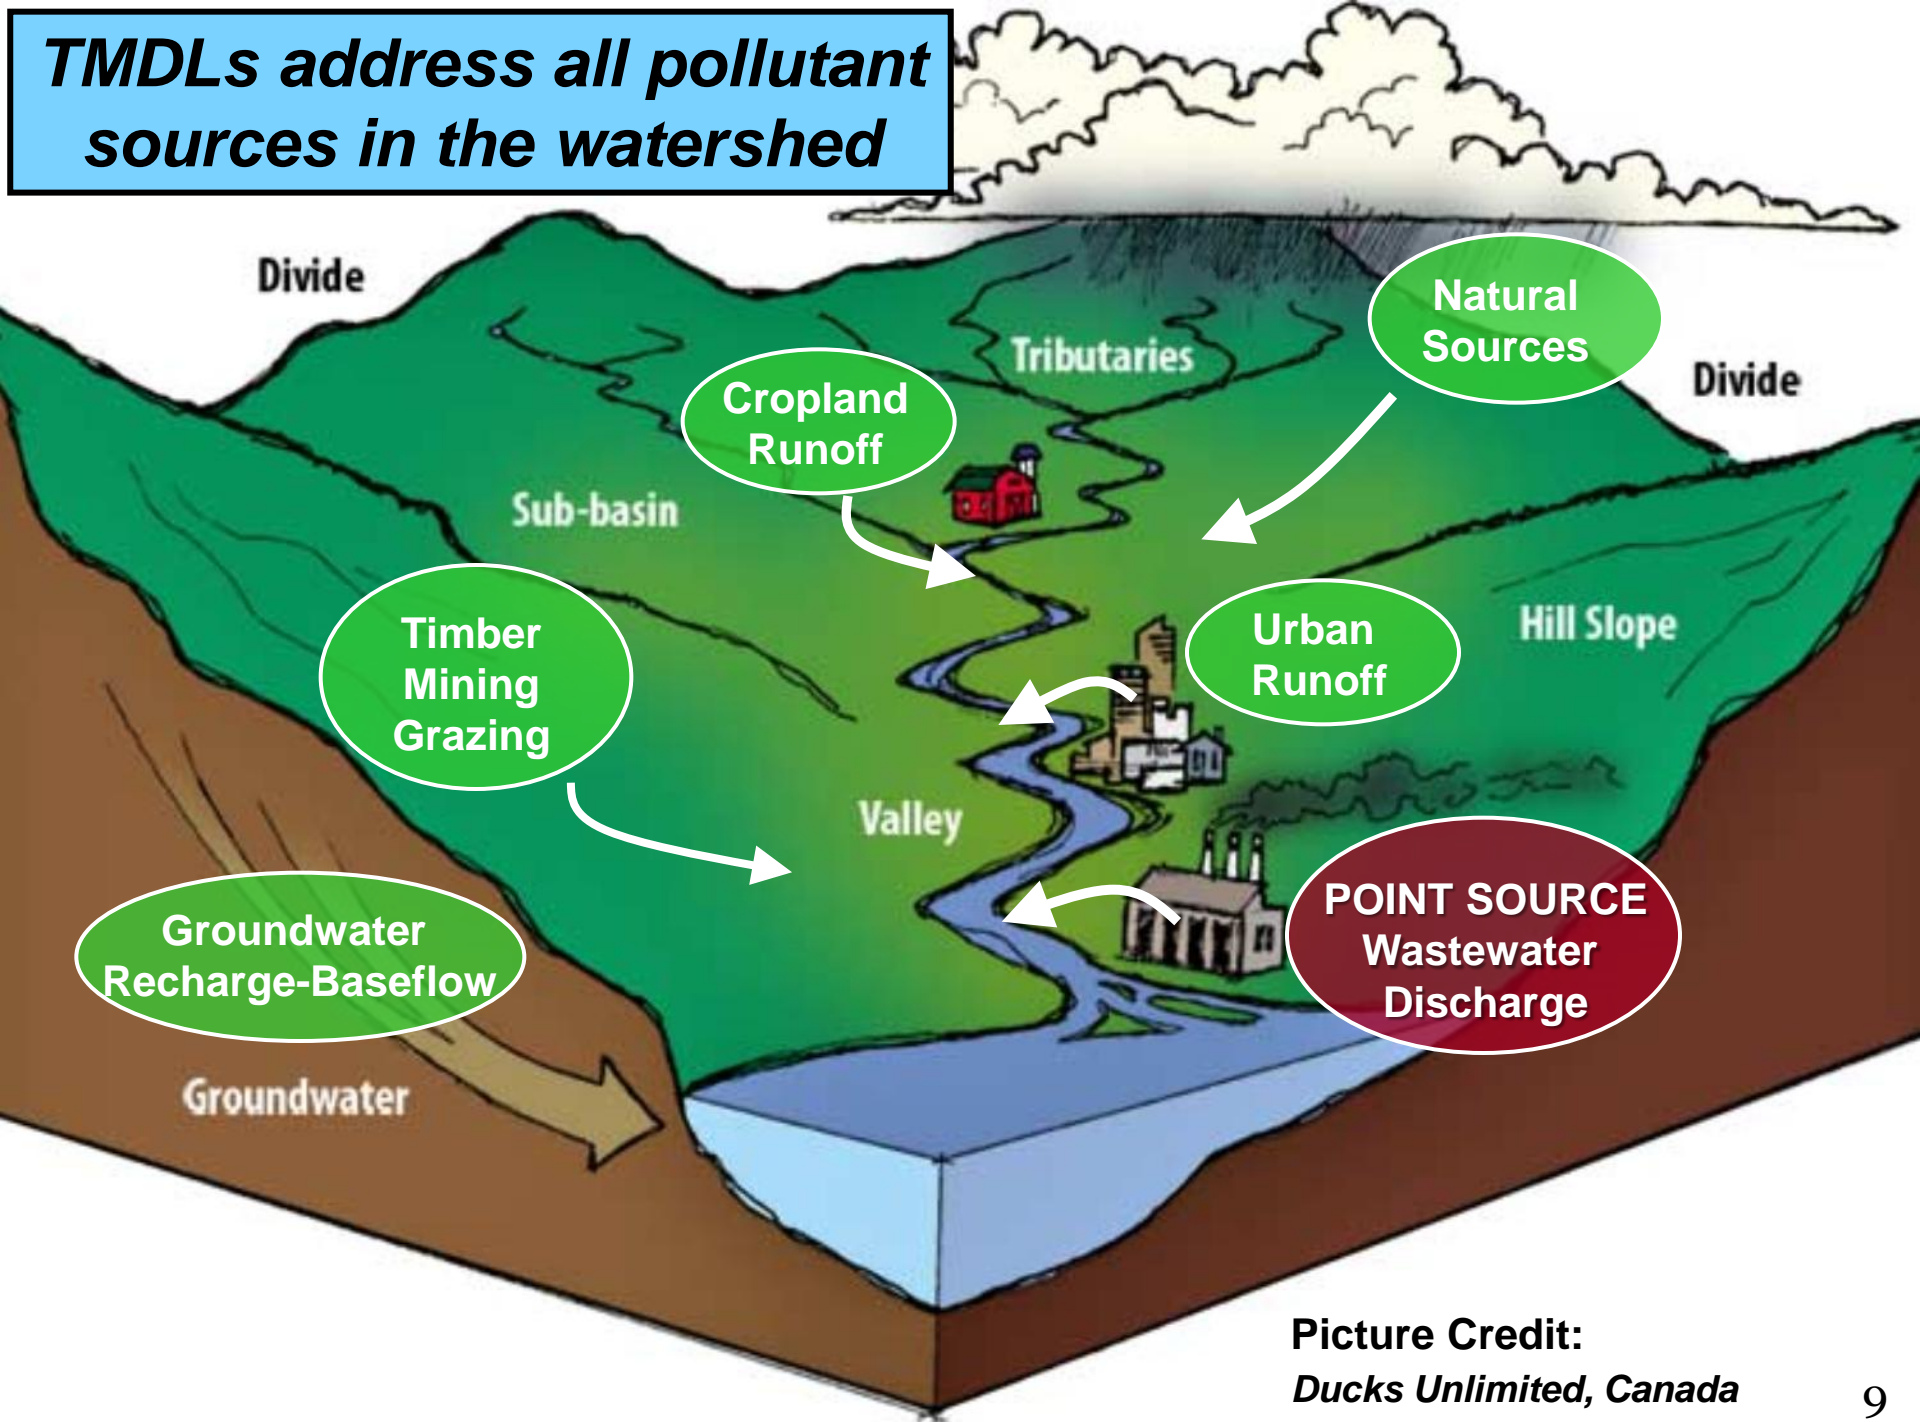 TMDLs address all pollutant
sources in the watershed
Divide
Natural
Sources
Tributaries
Divide
Cropland
Runoff
Sub-basin
Timber
Mining
Grazing
Urban
Runoff
Hill Slope
Valley
POINT SOURCE
Wastewater
Discharge
Groundwater
Recharge-Baseflow
Groundwater
Picture Credit:
Ducks Unlimited, Canada
9